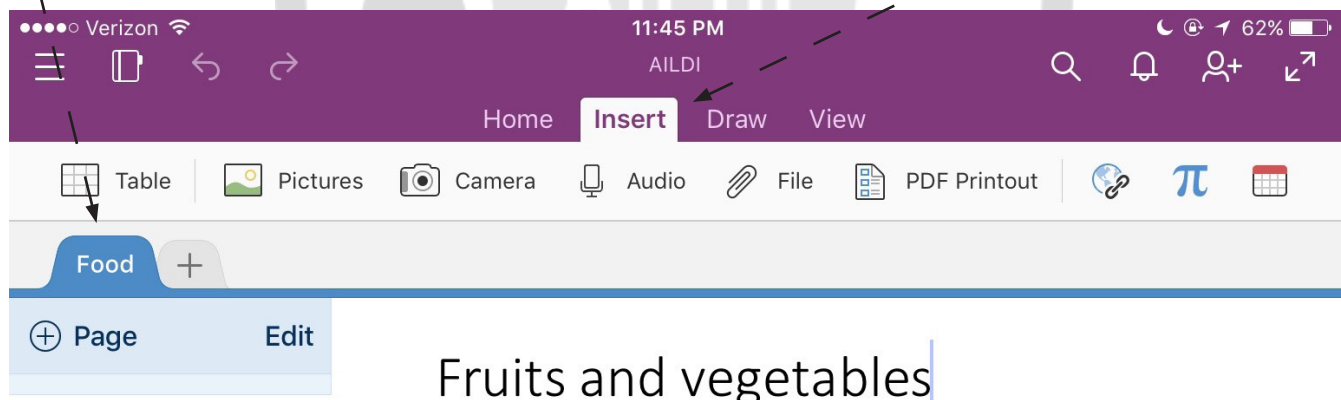 Verizon 11:45 PM 62%
AILDI
Home Insert Draw View
Table Pictures Camera Audio File PDF Printout π
Food +
Page Edit
Fruits and vegetables